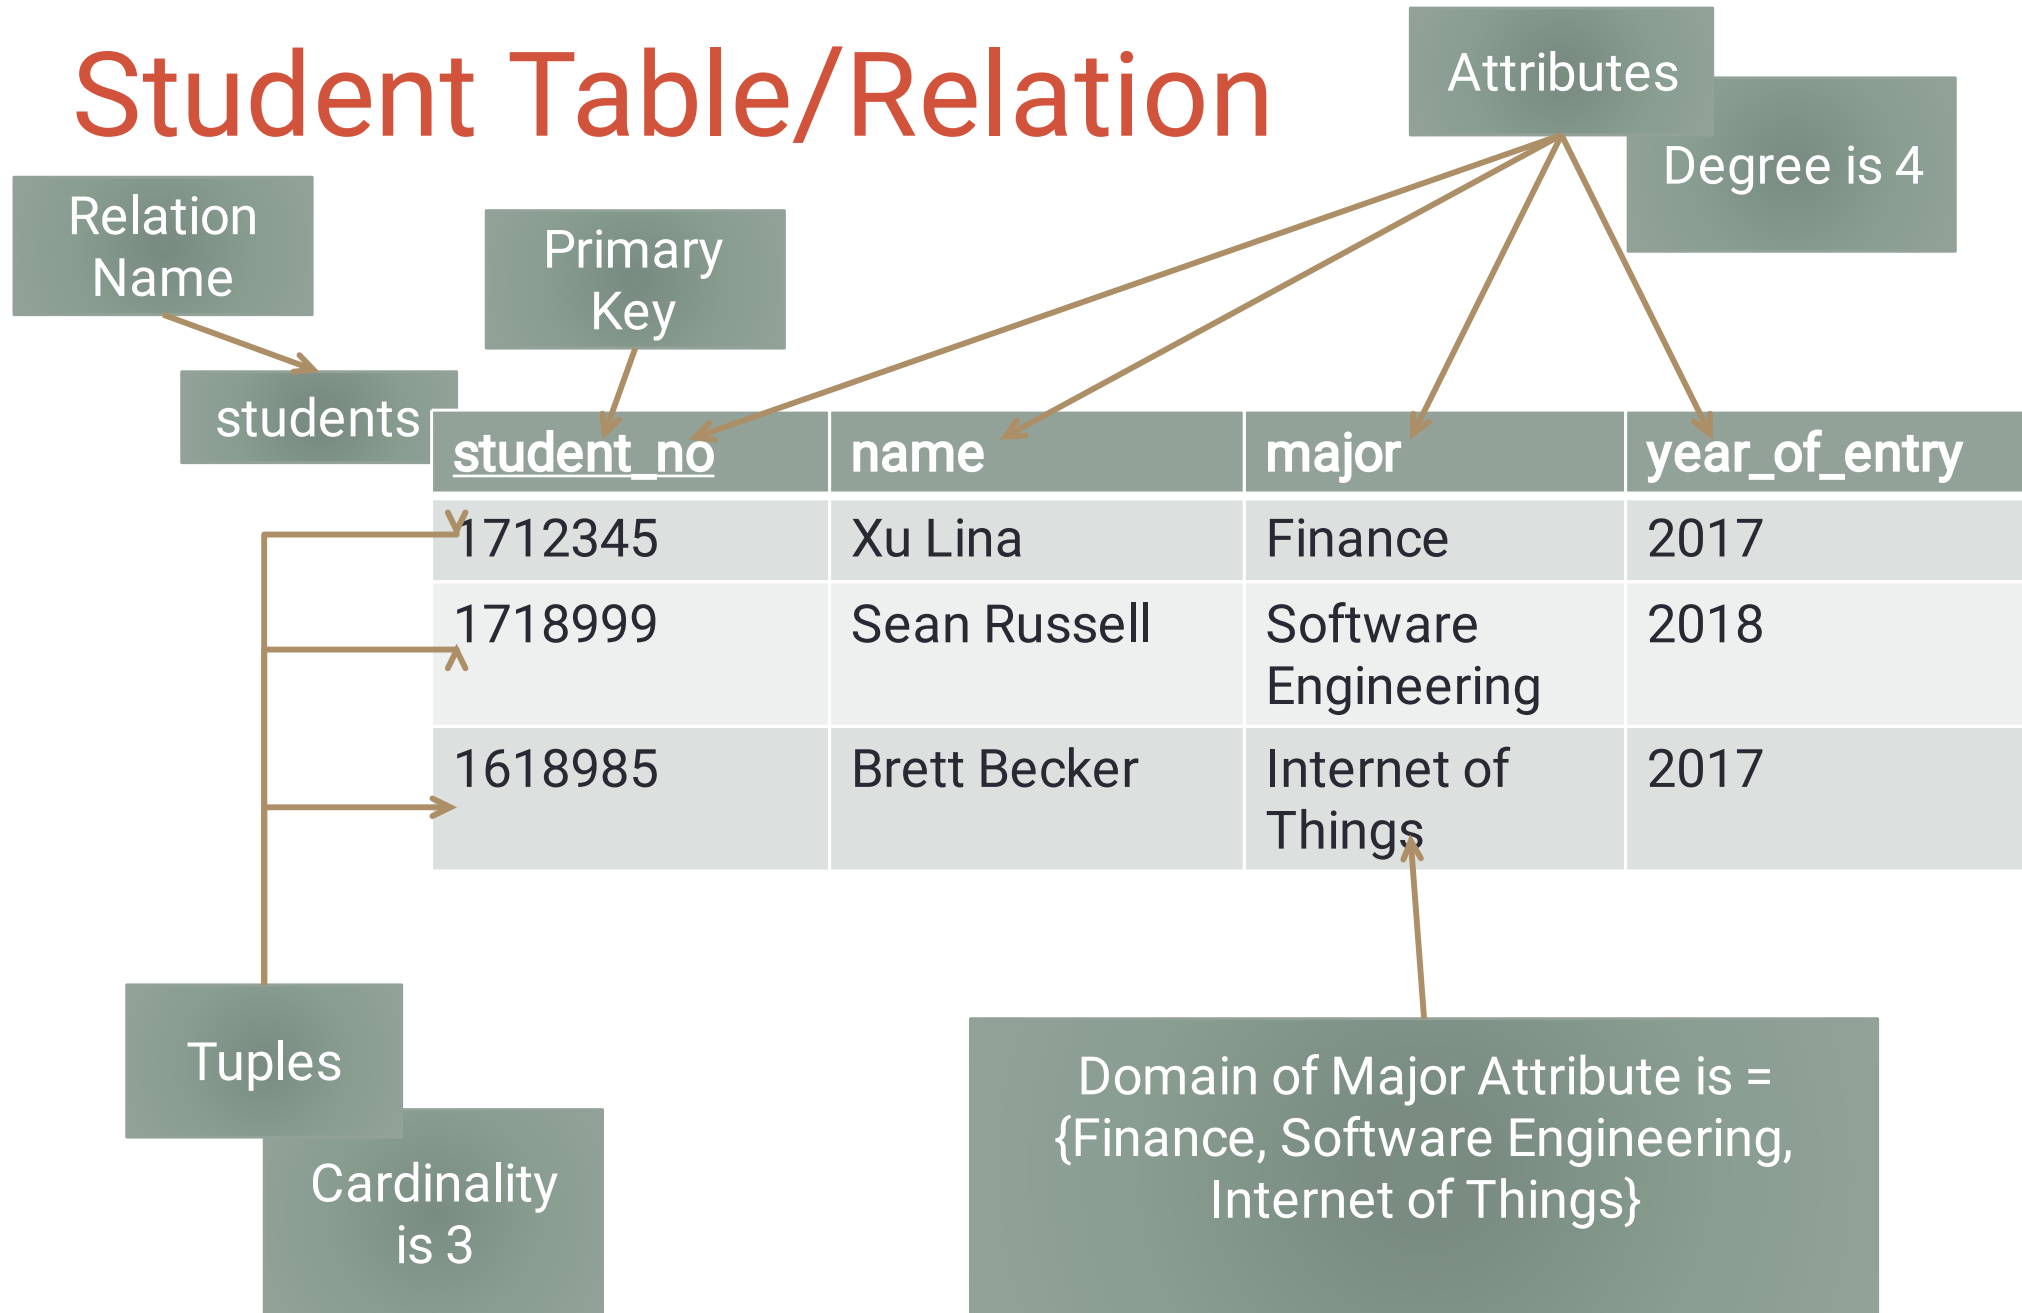 Student Table/Relation
Attributes
Degree is 4
Relation
Name
Primary
Key
students
student_no name major year_of_entry
1712345 Xu Lina Finance 2017
1718999 Sean Russell Software 2018
Engineering
1618985 Brett Becker Internet of 2017
Things
Tuples
Cardinality
is 3
Domain of Major Attribute is =
{Finance, Software Engineering,
Internet of Things}